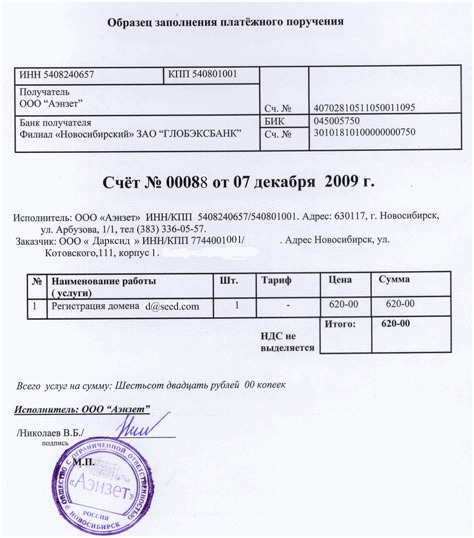 Образец заполнения платёжного поручения
ИНН 5408240657 КПП 540801001
Получатель
ООО “Аэнзет” Сч. № 40702810511050011095
Банк получателя БИК 045005750
Филиал «Новосибирский» ЗАО “ГЛОБЭКСБАНК” Сч. № 30101810100000000750
Счёт № 00088 от 07 декабря 2009 г.
Исполнитель: ООО «Аэнзет» ИНН/КПП 5408240657/540801001. Адрес: 630117, г. Новосибирск,
ул. Арбузова, 1/1, тел (383) 336-05-57.
Заказчик: ООО « Дарксид » ИНН/КПП 7744001001/ . Адрес Новосибирск, ул.
Котовского,111, корпус 1.
№ Наименование работы Шт. Тариф Цена Сумма
( услуги)
1 Регистрация домена d@seed.com 1 - 620-00 620-00
НДС не Итого: 620-00
выделяется
Всего услуг на сумму: Шестьсот двадцать рублей 00 копеек
Исполнитель: ООО “Аэнзет”
/Николаев В.Б./
подпись
М.П.
ОБЩЕСТВО С ОГРАНИЧЕННОЙ ОТВЕТСТВЕННОСТЬЮ
«Аэнзет»
РОССИЯ
НОВОСИБИРСК